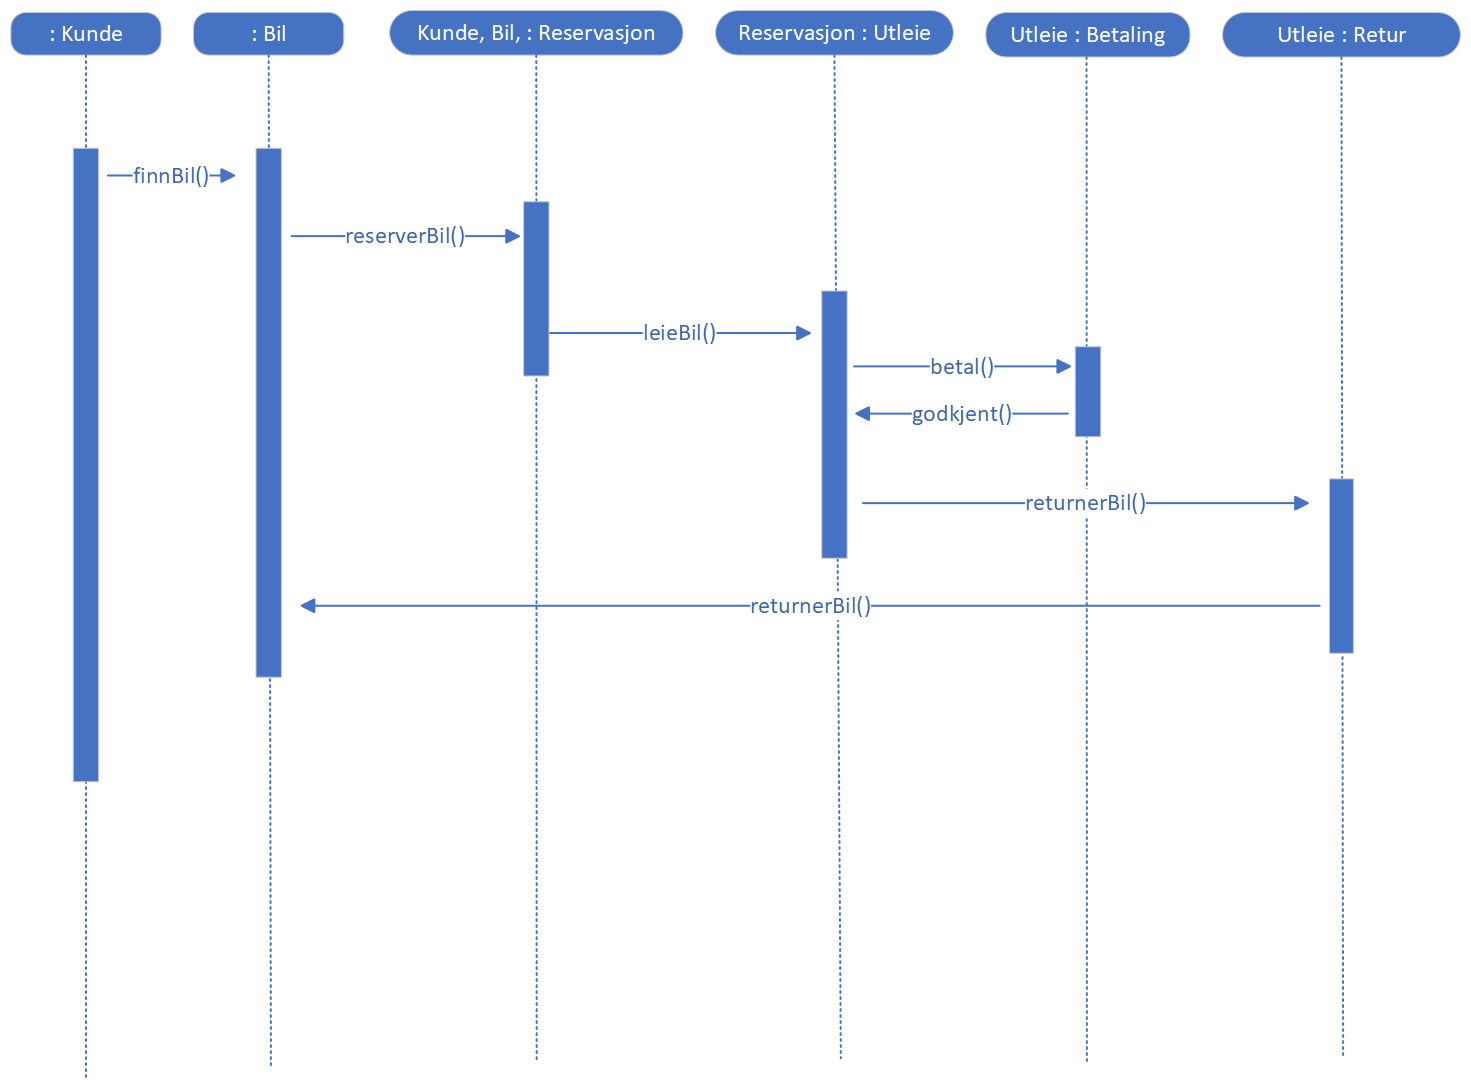 : Kunde
: Bil
Kunde, Bil, : Reservasjon
Reservasjon : Utleie
Utleie : Betaling
Utleie : Retur
finnBil()
reserverBil()
leieBil()
betal()
godkjent()
returnerBil()
returnerBil()